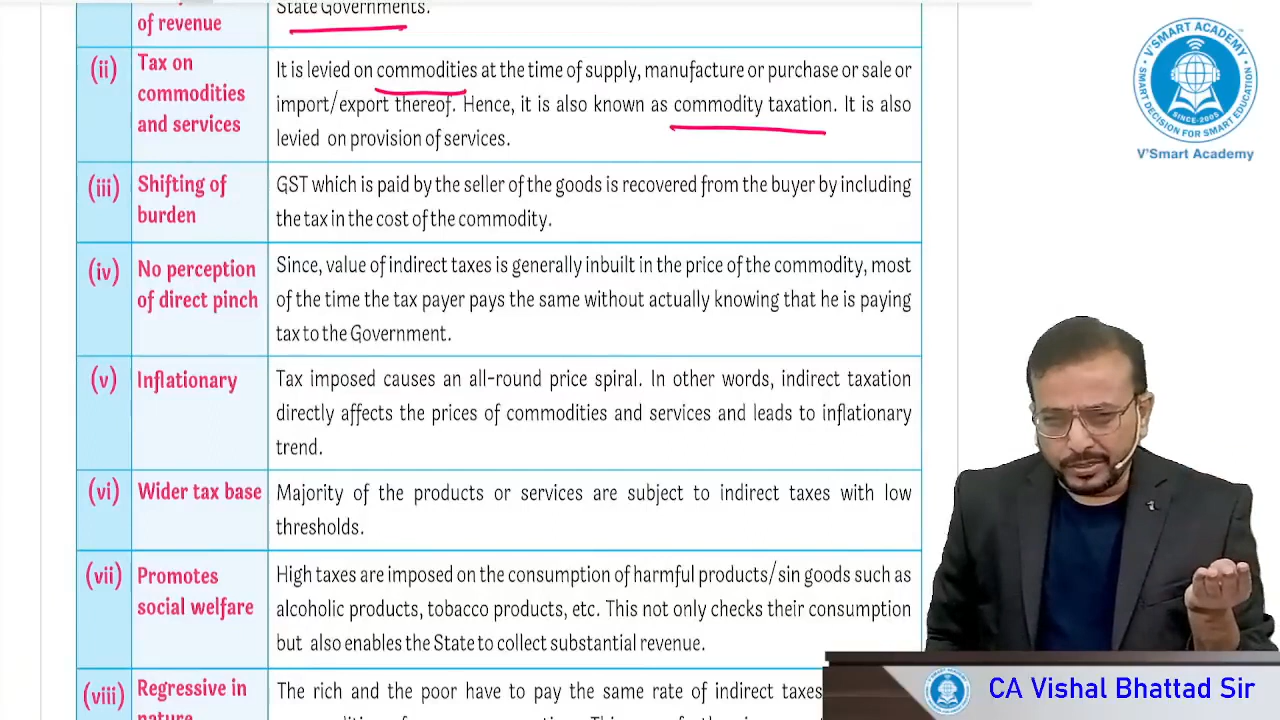 of revenue
State Governments.
(ii)
Tax on
commodities
and services
It is levied on commodities at the time of supply, manufacture or purchase or sale or
import/export thereof. Hence, it is also known as commodity taxation. It is also
levied on provision of services.
(iii)
Shifting of
burden
GST which is paid by the seller of the goods is recovered from the buyer by including
the tax in the cost of the commodity.
(iv)
No perception
of direct pinch
Since, value of indirect taxes is generally inbuilt in the price of the commodity, most
of the time the tax payer pays the same without actually knowing that he is paying
tax to the Government.
(v)
Inflationary
Tax imposed causes an all-round price spiral. In other words, indirect taxation
directly affects the prices of commodities and services and leads to inflationary
trend.
(vi)
Wider tax base
Majority of the products or services are subject to indirect taxes with low
thresholds.
(vii)
Promotes
social welfare
High taxes are imposed on the consumption of harmful products/sin goods such as
alcoholic products, tobacco products, etc. This not only checks their consumption
but also enables the State to collect substantial revenue.
(viii)
Regressive in
nature
The rich and the poor have to pay the same rate of indirect taxes
V'SMART ACADEMY
SINCE-2005
SMART DECISION FOR SMART EDUCATION
V'Smart Academy
CA Vishal Bhattad Sir